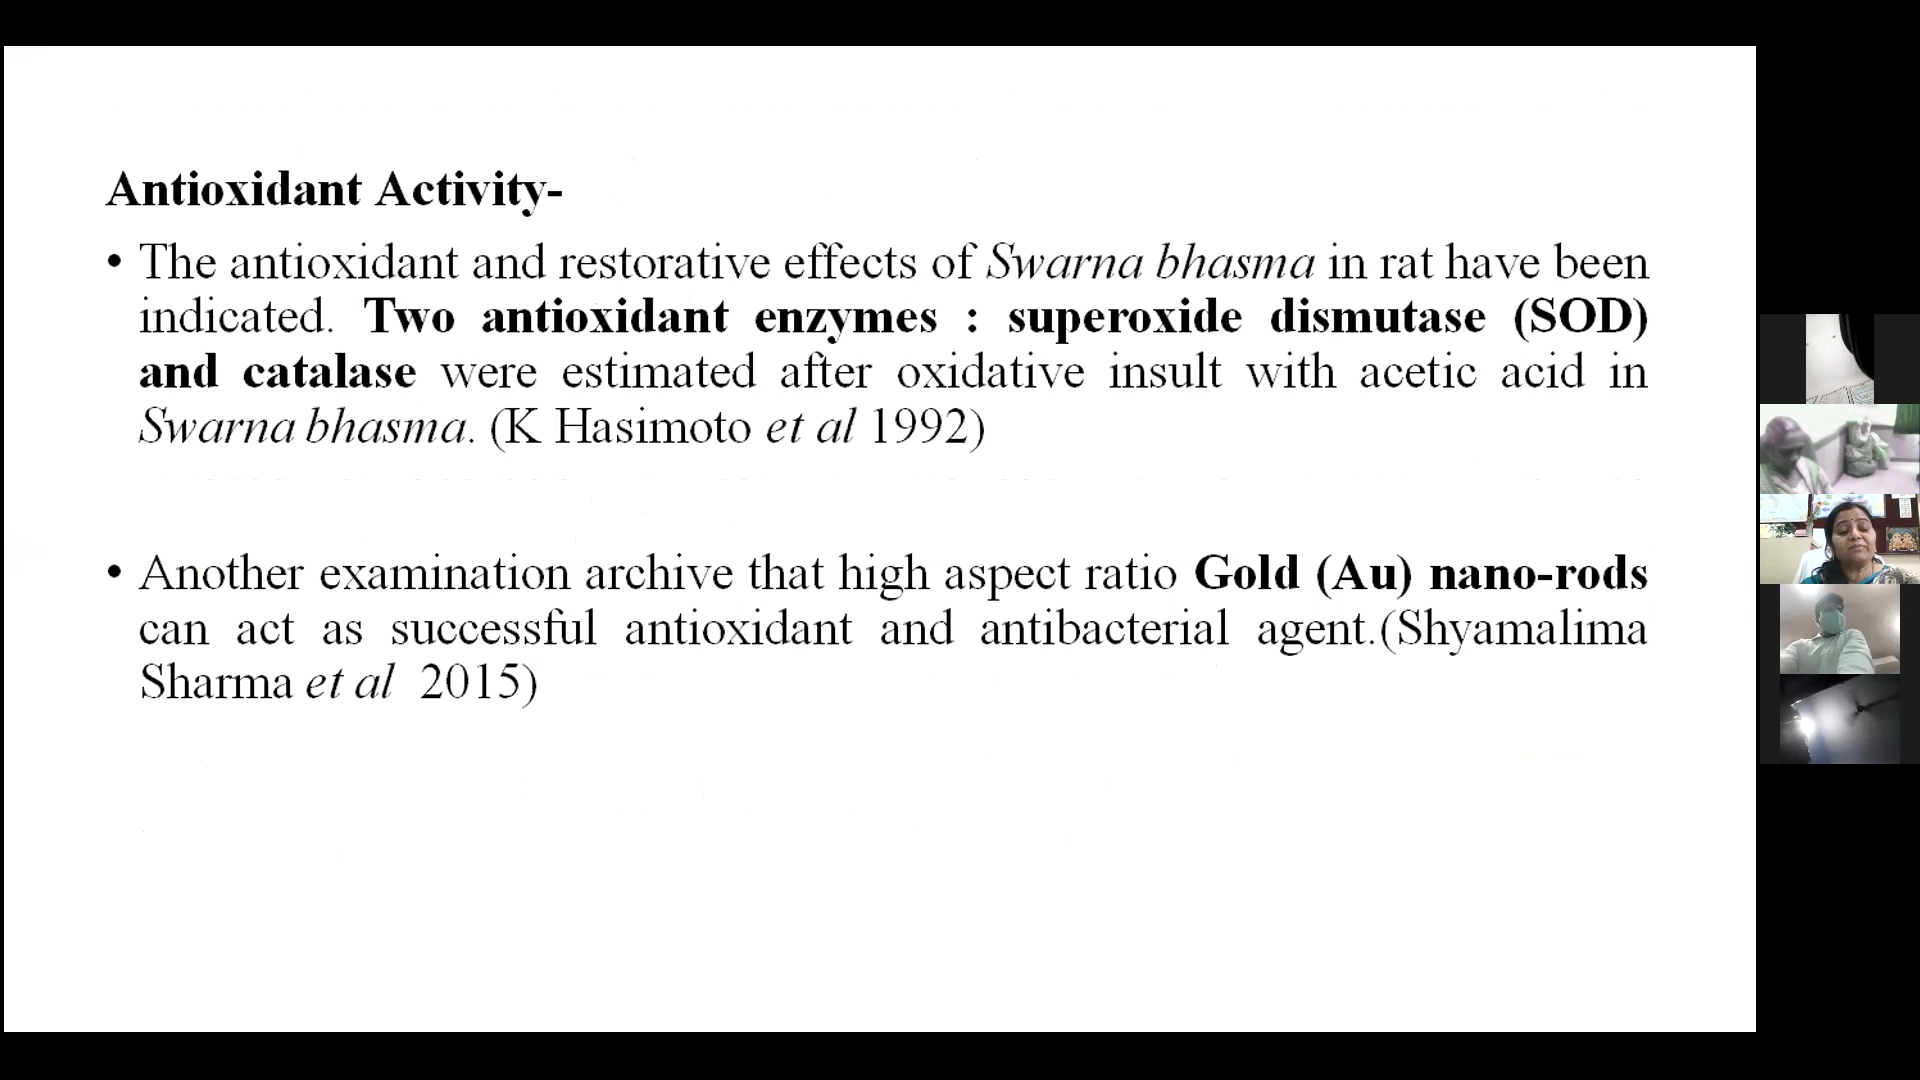 Antioxidant Activity-
• The antioxidant and restorative effects of Swarna bhasma in rat have been
indicated. Two antioxidant enzymes : superoxide dismutase (SOD)
and catalase were estimated after oxidative insult with acetic acid in
Swarna bhasma. (K Hasimoto et al 1992)
• Another examination archive that high aspect ratio Gold (Au) nano-rods
can act as successful antioxidant and antibacterial agent.(Shyamalima
Sharma et al 2015)